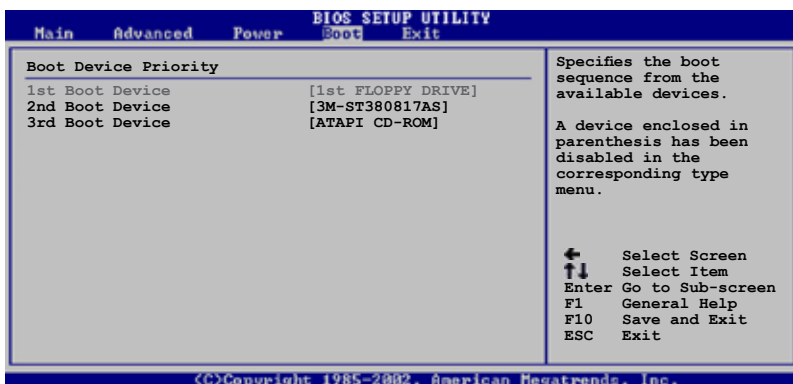 BIOS SETUP UTILITY
Main Advanced Power Boot Exit
Boot Device Priority
1st Boot Device [1st FLOPPY DRIVE]
2nd Boot Device [3M-ST380817AS]
3rd Boot Device [ATAPI CD-ROM]
Specifies the boot
sequence from the
available devices.
A device enclosed in
parenthesis has been
disabled in the
corresponding type
menu.
← Select Screen
↑↓ Select Item
Enter Go to Sub-screen
F1 General Help
F10 Save and Exit
ESC Exit
(C)Copyright 1985-2002, American Megatrends, Inc.